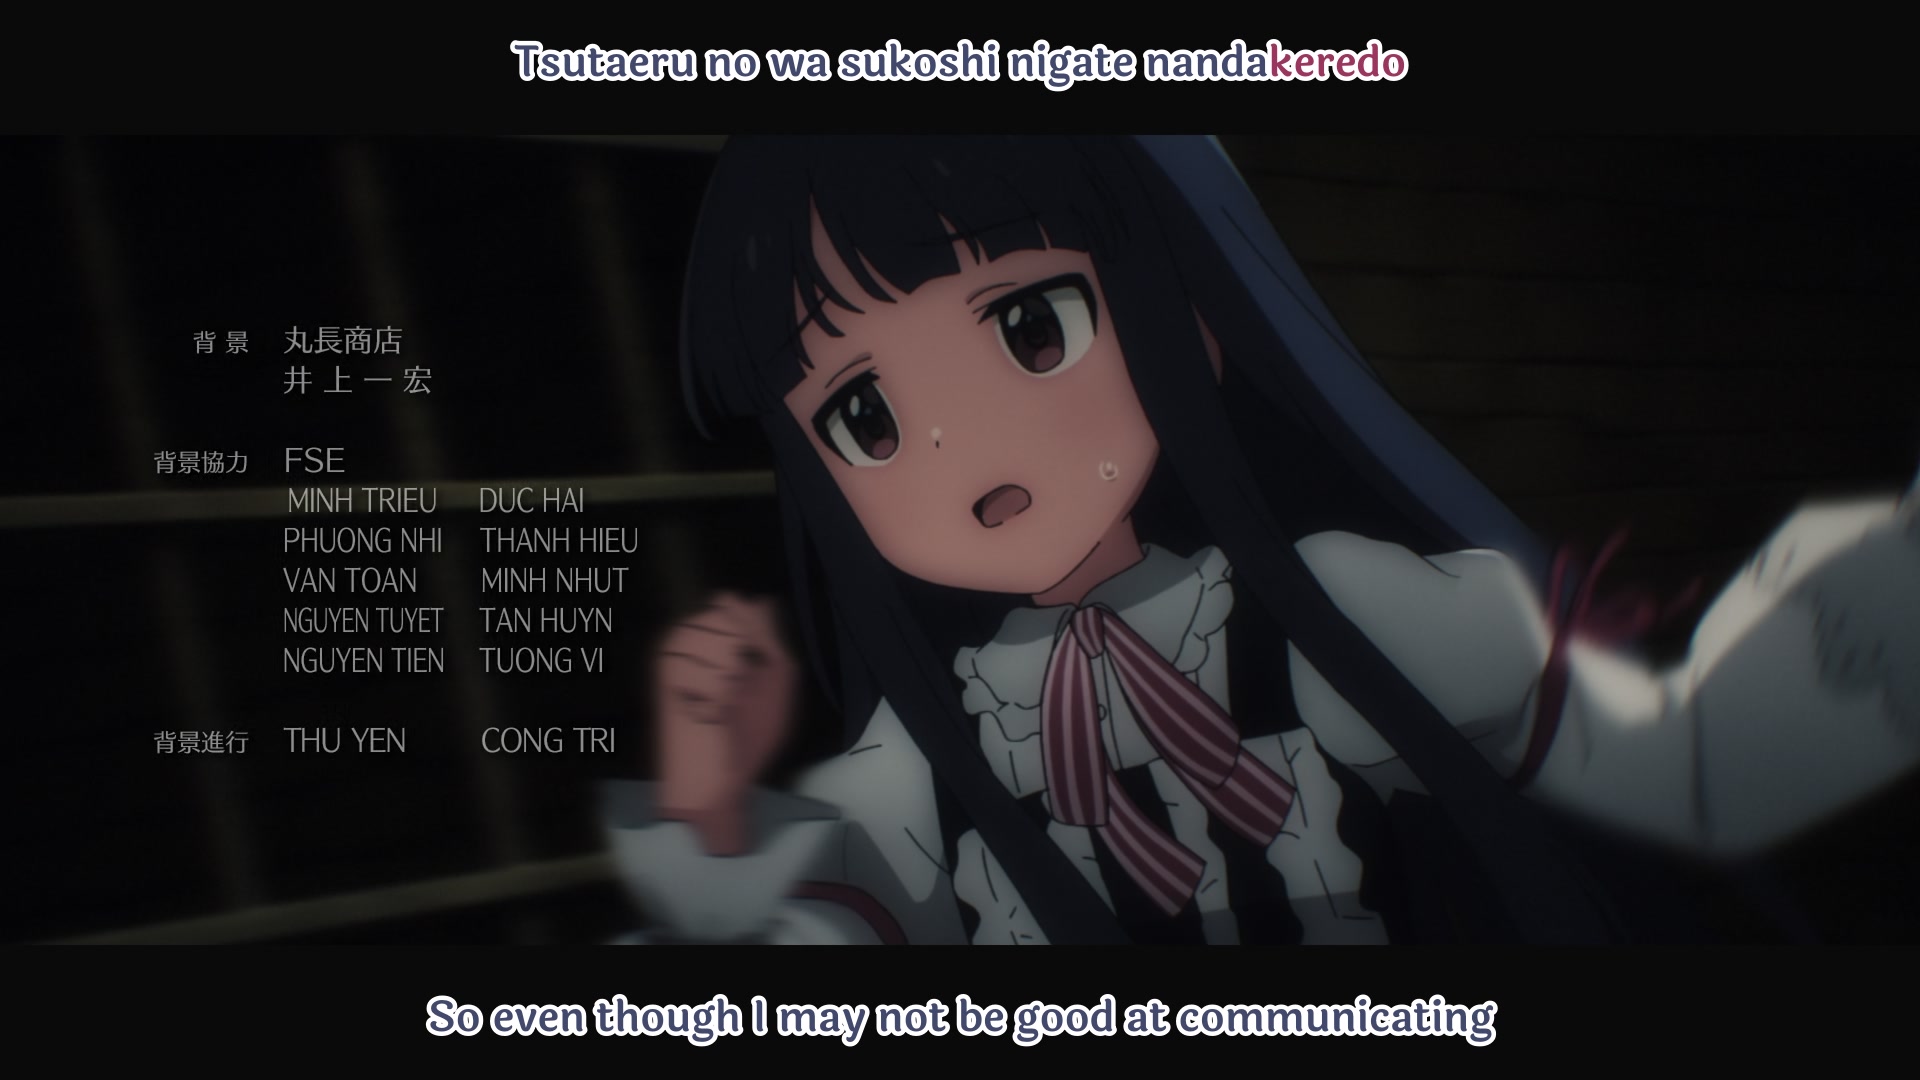 Tsutaeru no wa sukoshi nigate nandakeredo
背景 丸長商店
井上一宏
背景協力 FSE
MINH TRIEU DUC HAI
PHUONG NHI THANH HIEU
VAN TOAN MINH NHUT
NGUYEN TUYET TAN HUYN
NGUYEN TIEN TUONG VI
背景進行 THU YEN CONG TRI
So even though I may not be good at communicating